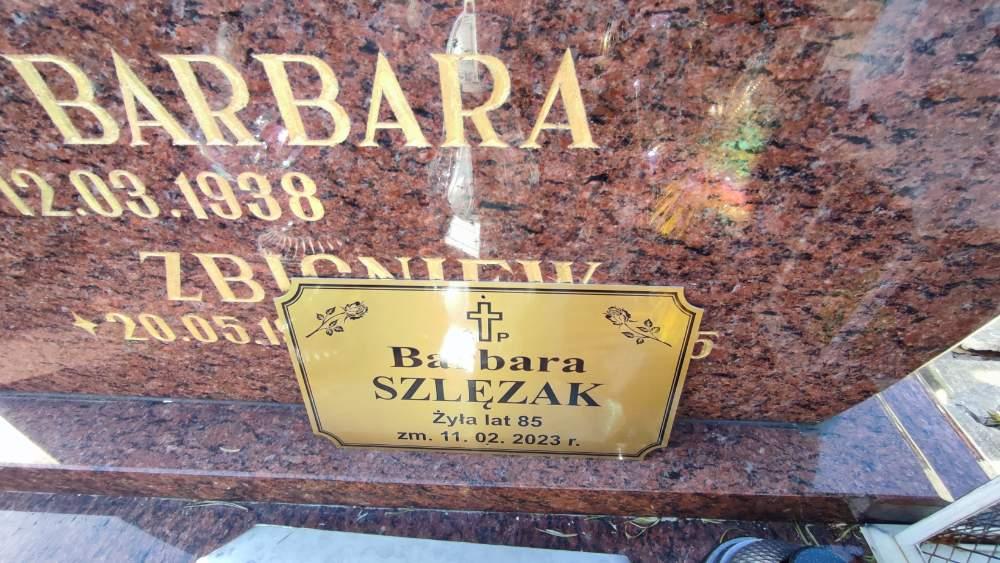 BARBARA
12.03.1938
ZBIGNIEW
20.05.1
Ś P
Barbara
SZLĘZAK
Żyła lat 85
zm. 11. 02. 2023 r.